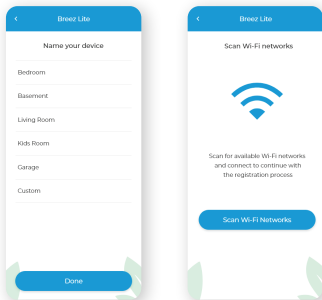 Breez Lite
Name your device
Bedroom
Basement
Living Room
Kids Room
Garage
Custom
Done
Breez Lite
Scan Wi-Fi networks
Scan for available Wi-Fi networks
and connect to continue with
the registration process
Scan Wi-Fi Networks